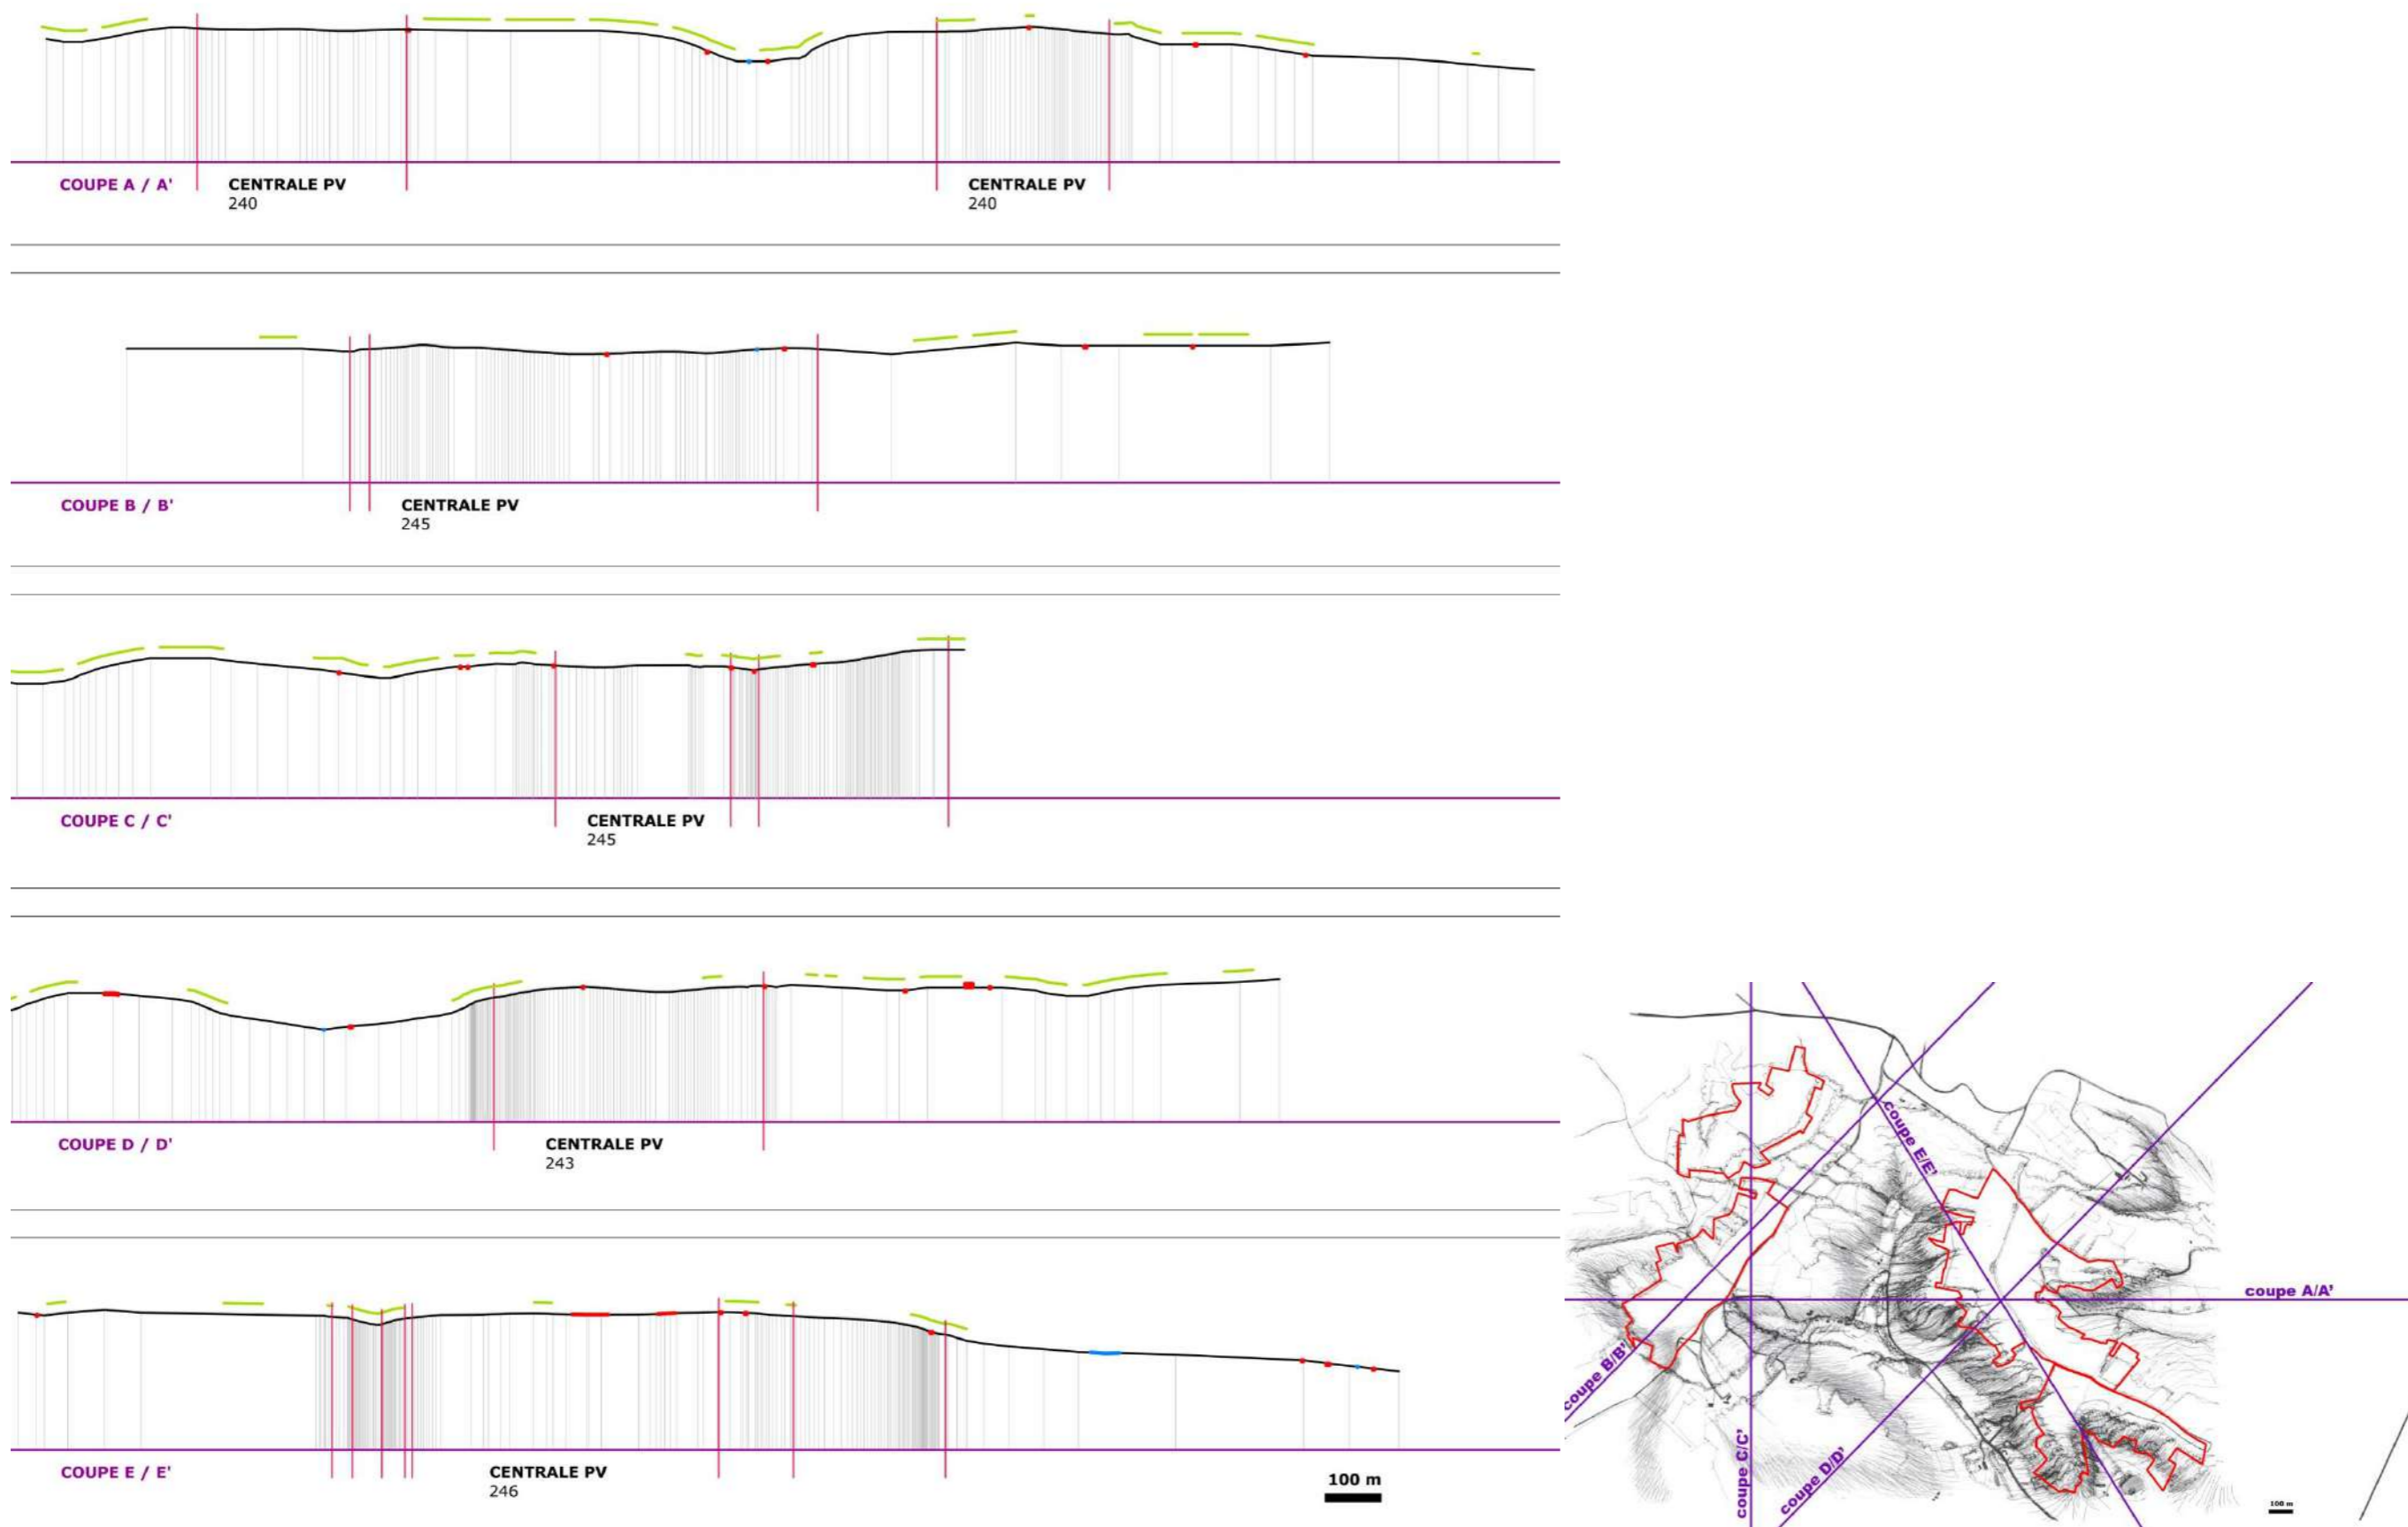 COUPE A / A'
CENTRALE PV
240
CENTRALE PV
240
COUPE B / B'
CENTRALE PV
245
COUPE C / C'
CENTRALE PV
245
COUPE D / D'
CENTRALE PV
243
COUPE E / E'
CENTRALE PV
246
100 m
coupe E/E'
coupe A/A'
coupe B/B'
coupe C/C'
coupe D/D'
100 m